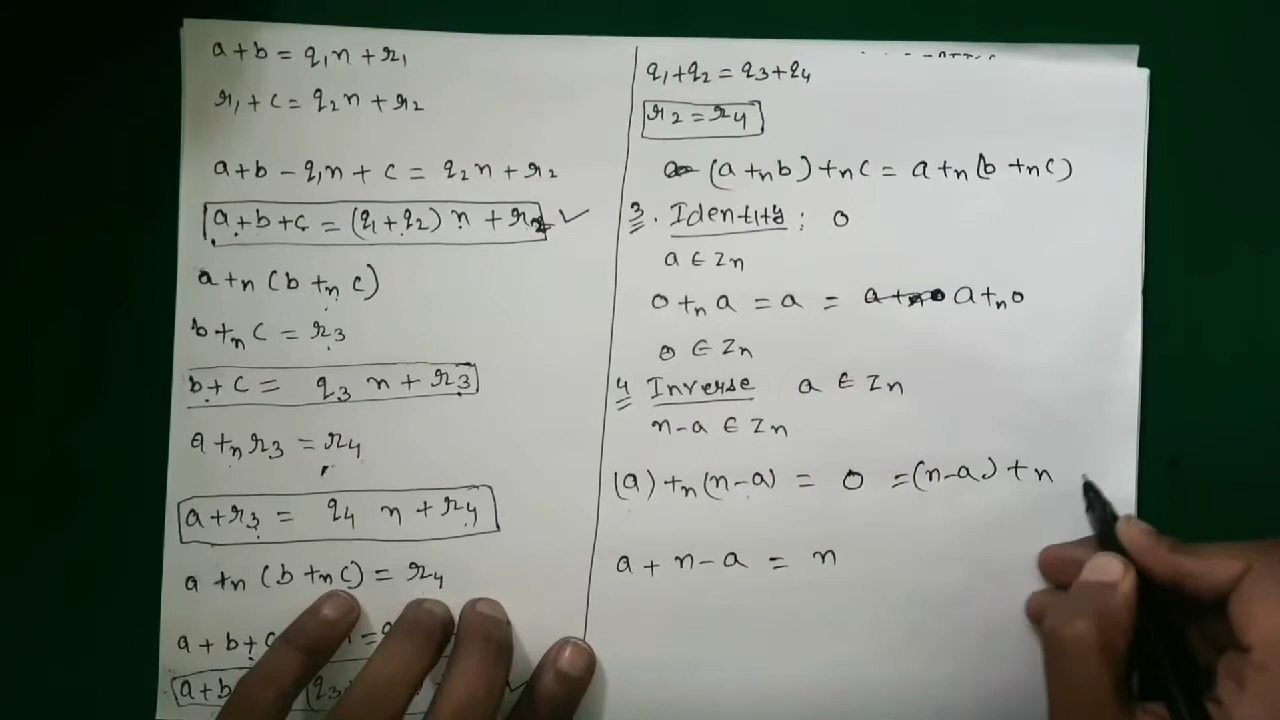 a + b = q₁n + r₁
r₁ + c = q₂n + r₂
a + b - q₁n + c = q₂n + r₂
a + b + c = (q₁ + q₂) n + r₂ ✓
a +ₙ (b +ₙ c)
b +ₙ c = r₃
b + c = q₃ n + r₃
a +ₙ r₃ = r₄
a + r₃ = q₄ n + r₄
a +ₙ (b +ₙ c) = r₄
a + b +
a + b
q₁ + q₂ = q₃ + q₄
r₂ = r₄
(a +ₙ b) +ₙ c = a +ₙ (b +ₙ c)
3. Identity : 0
a ∈ Zn
0 +ₙ a = a = a +ₙ 0
0 ∈ Zn
4 Inverse a ∈ Zn
n-a ∈ Zn
(a) +ₙ (n-a) = 0 = (n-a) +n
a + n - a = n